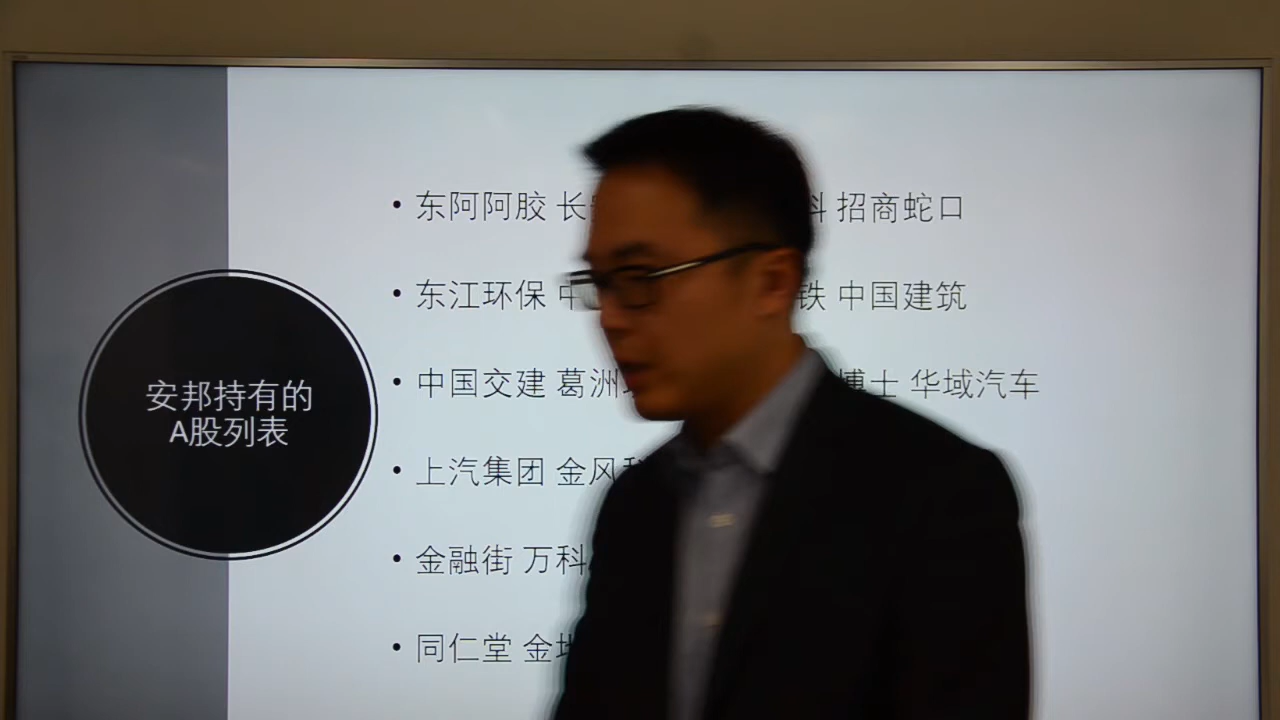 安邦持有的
A股列表
• 东阿阿胶 长 招商蛇口
• 东江环保 铁 中国建筑
• 中国交建 葛洲 博士 华域汽车
• 上汽集团 金风
• 金融街 万科
• 同仁堂 金